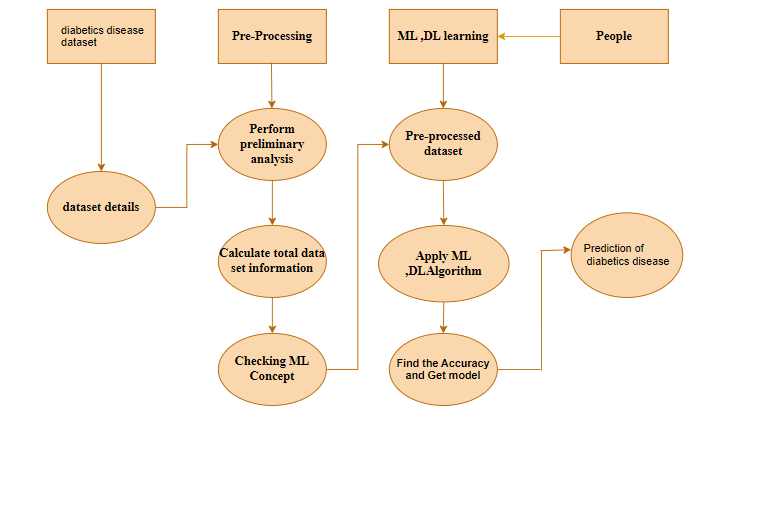 diabetics disease
dataset
Pre-Processing
ML ,DL learning
People
Perform
preliminary
analysis
Pre-processed
dataset
dataset details
Calculate total data
set information
Apply ML
,DLAlgorithm
Prediction of
diabetics disease
Checking ML
Concept
Find the Accuracy
and Get model